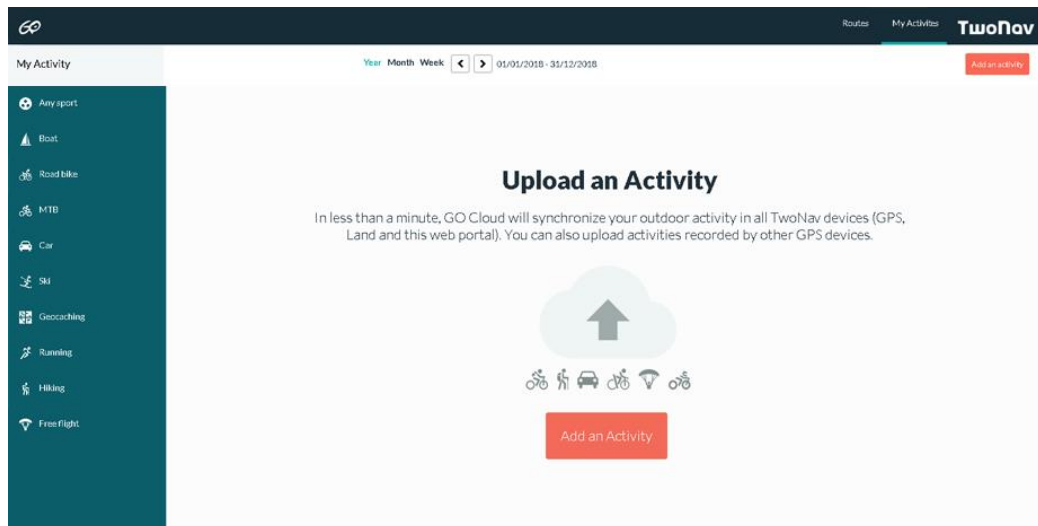 GO
Routes
My Activites
TwoNav
My Activity
Year Month Week
01/01/2018 - 31/12/2018
Add an activity
Any sport
Boat
Road bike
MTB
Car
Ski
Geocaching
Running
Hiking
Free flight
Upload an Activity
In less than a minute, GO Cloud will synchronize your outdoor activity in all TwoNav devices (GPS,
Land and this web portal). You can also upload activities recorded by other GPS devices.
Add an Activity